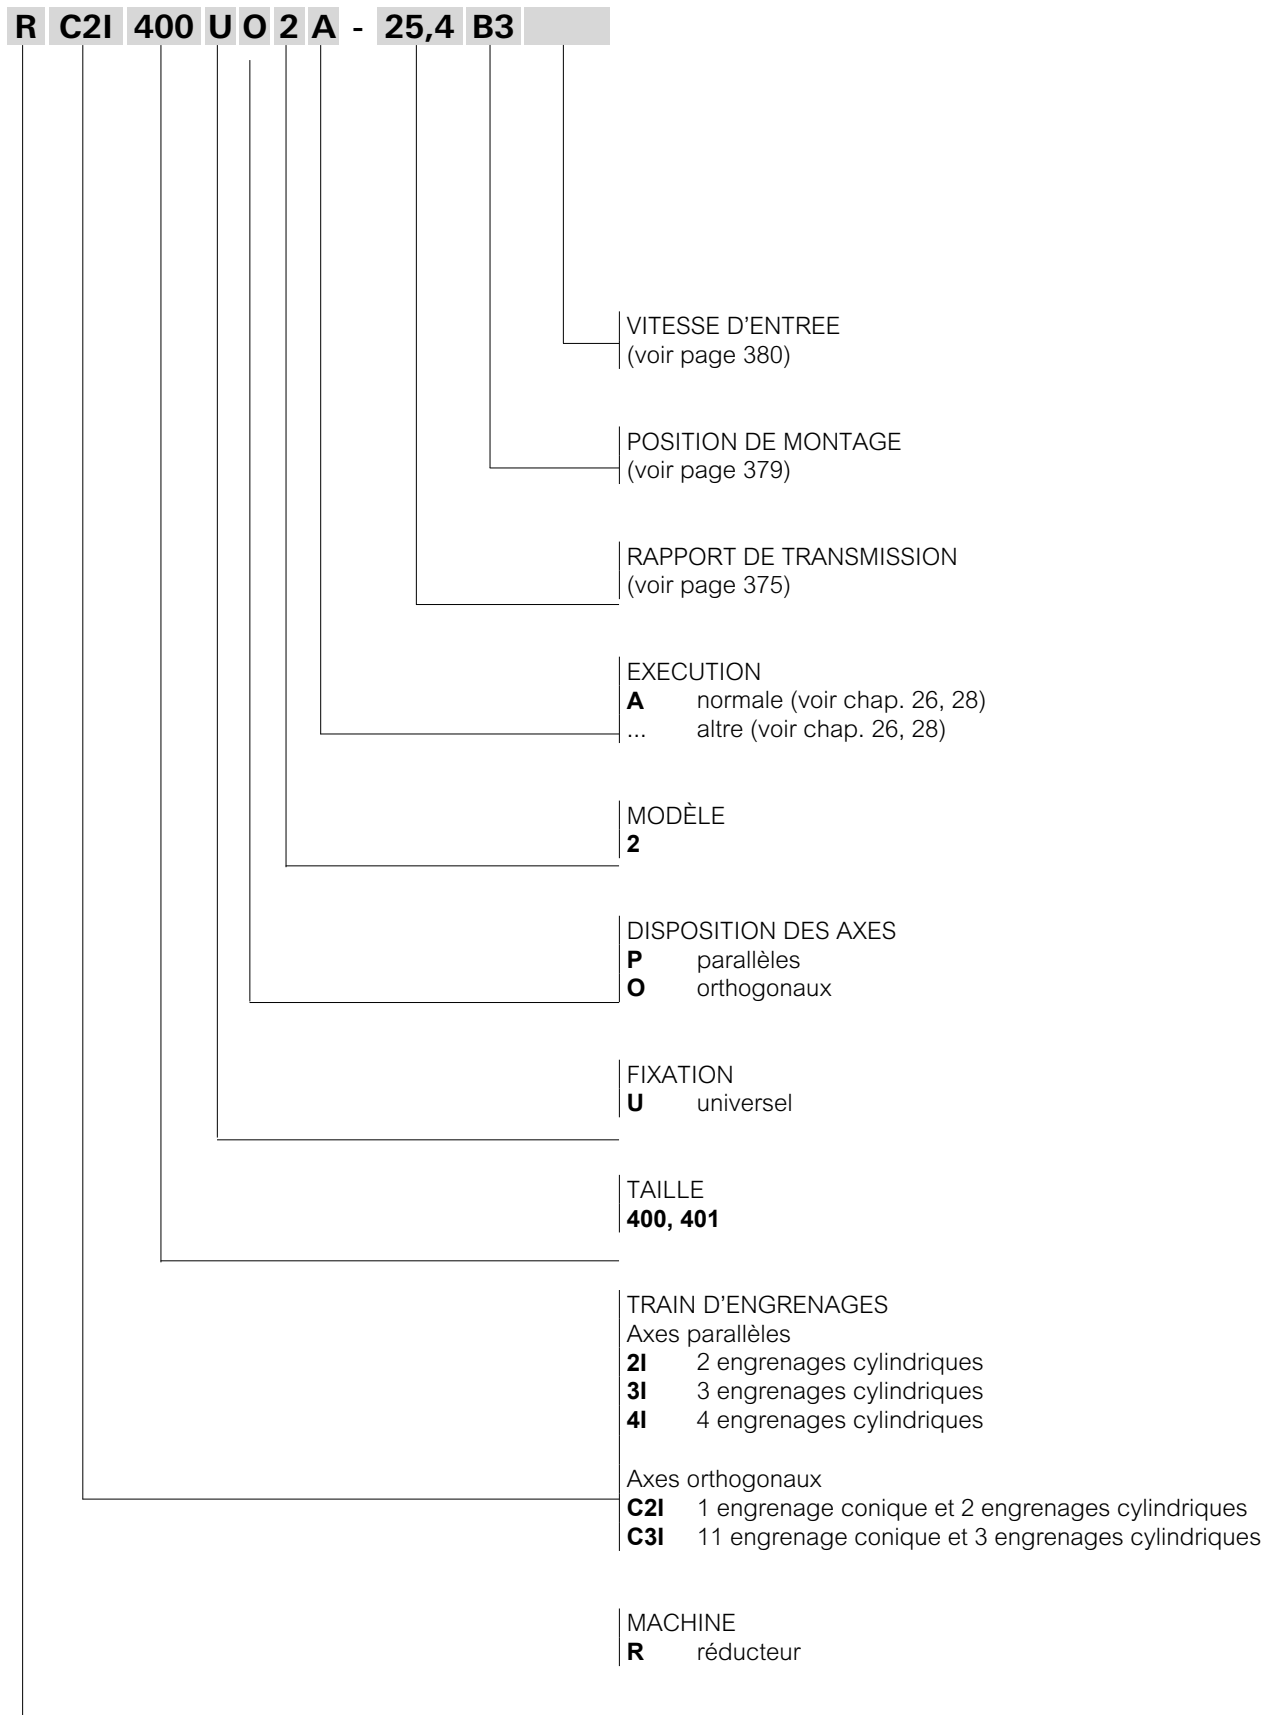 R C2I 400 U O 2 A - 25,4 B3
VITESSE D’ENTREE
(voir page 380)
POSITION DE MONTAGE
(voir page 379)
RAPPORT DE TRANSMISSION
(voir page 375)
EXECUTION
A normale (voir chap. 26, 28)
... altre (voir chap. 26, 28)
MODÈLE
2
DISPOSITION DES AXES
P parallèles
O orthogonaux
FIXATION
U universel
TAILLE
400, 401
TRAIN D’ENGRENAGES
Axes parallèles
2I 2 engrenages cylindriques
3I 3 engrenages cylindriques
4I 4 engrenages cylindriques
Axes orthogonaux
C2I 1 engrenage conique et 2 engrenages cylindriques
C3I 11 engrenage conique et 3 engrenages cylindriques
MACHINE
R réducteur